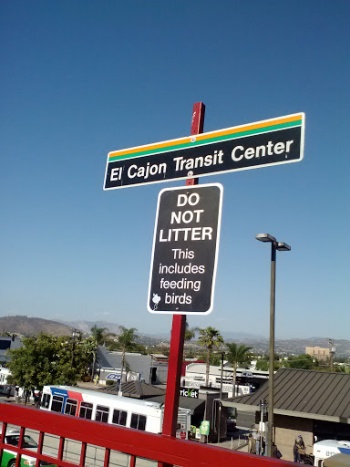 El Cajon Transit Center
DO
NOT
LITTER
This
includes
feeding
birds